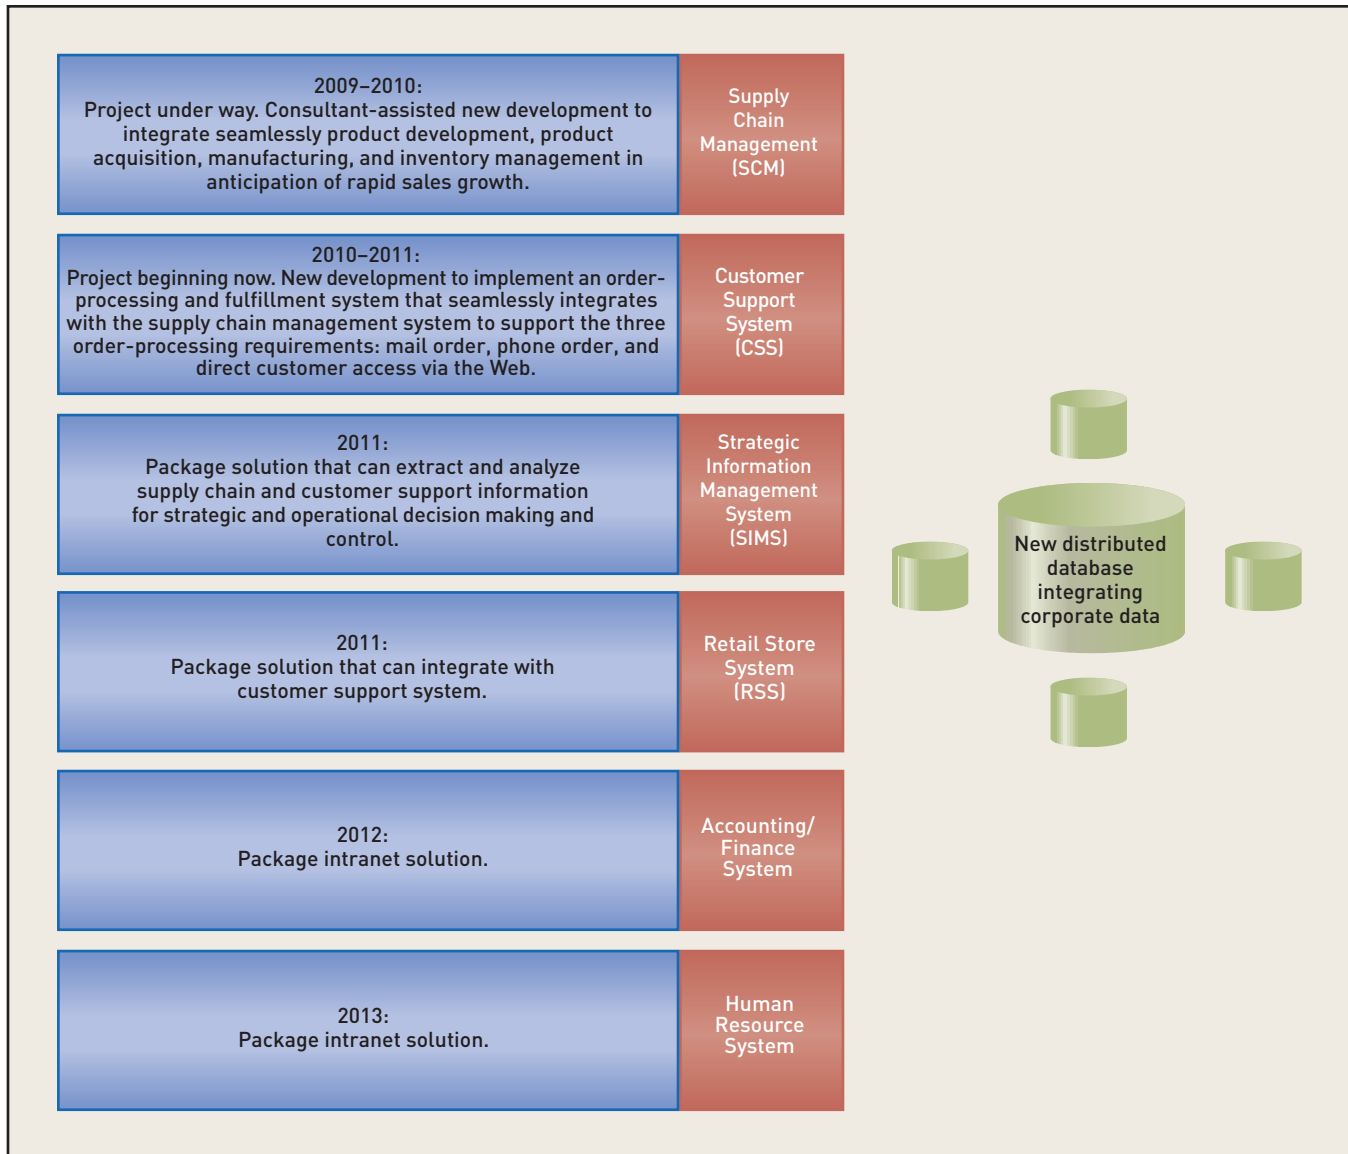 2009–2010:
Project under way. Consultant-assisted new development to
integrate seamlessly product development, product
acquisition, manufacturing, and inventory management in
anticipation of rapid sales growth.
Supply
Chain
Management
(SCM)
2010–2011:
Project beginning now. New development to implement an order-
processing and fulfillment system that seamlessly integrates
with the supply chain management system to support the three
order-processing requirements: mail order, phone order, and
direct customer access via the Web.
Customer
Support
System
(CSS)
2011:
Package solution that can extract and analyze
supply chain and customer support information
for strategic and operational decision making and
control.
Strategic
Information
Management
System
(SIMS)
2011:
Package solution that can integrate with
customer support system.
Retail Store
System
(RSS)
2012:
Package intranet solution.
Accounting/
Finance
System
2013:
Package intranet solution.
Human
Resource
System
New distributed
database
integrating
corporate data